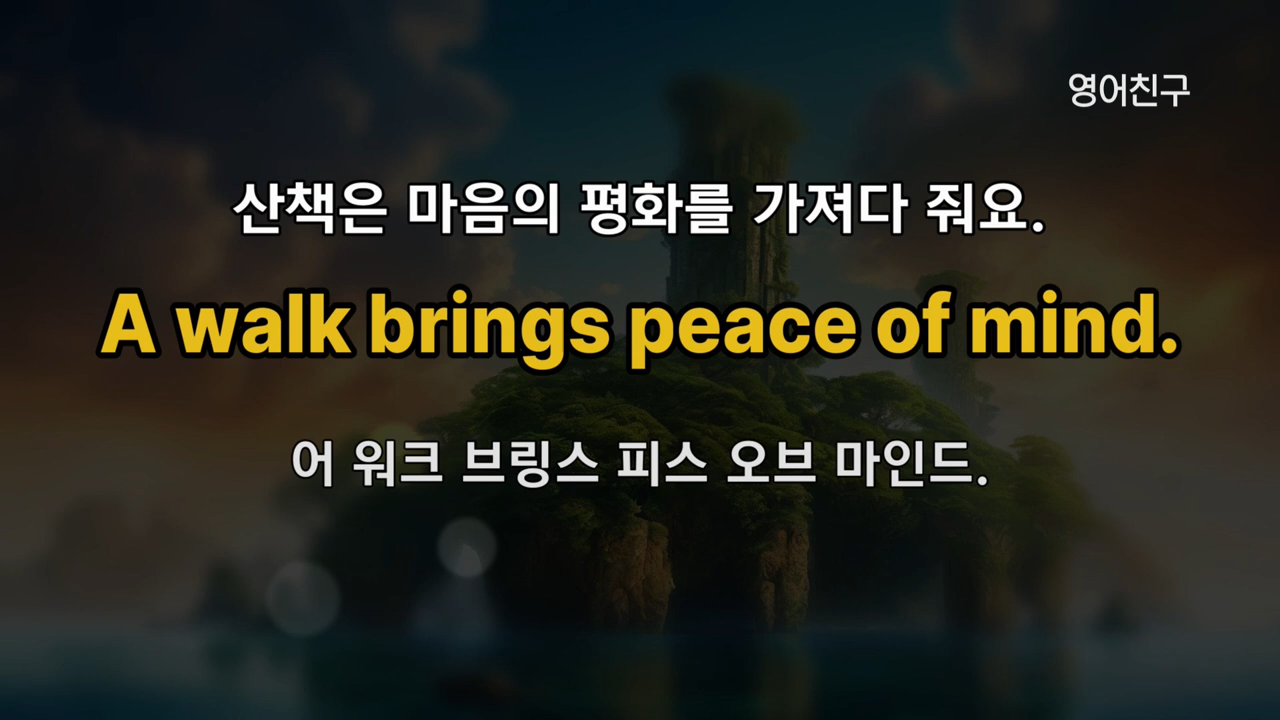 영어친구
산책은 마음의 평화를 가져다 줘요.
A walk brings peace of mind.
어 워크 브링스 피스 오브 마인드.